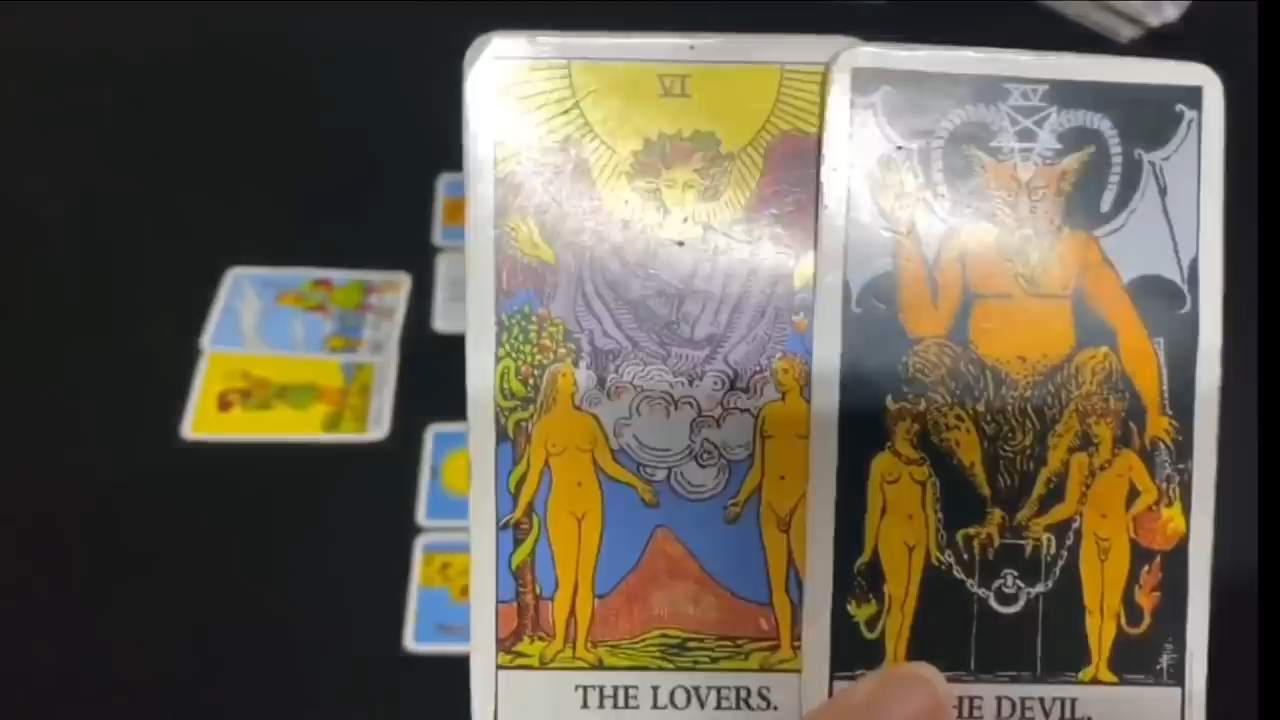 VI
XV
THE LOVERS.
HE DEVIL.